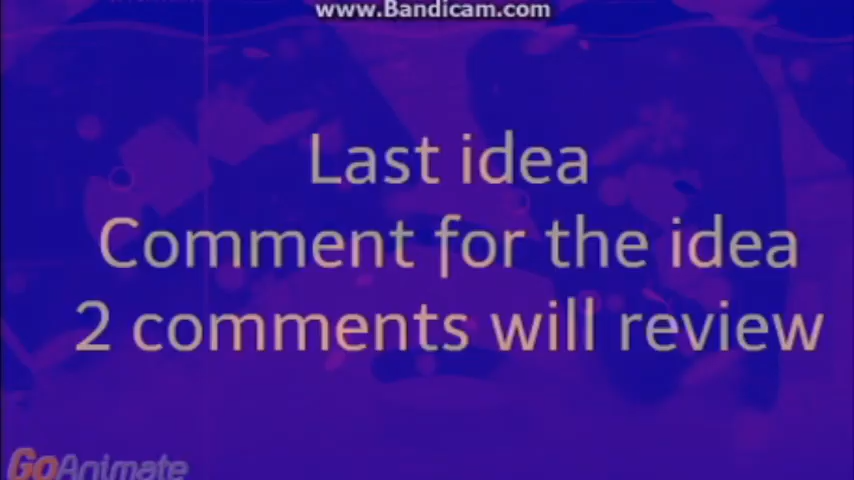 www.Bandicam.com
Last idea
Comment for the idea
2 comments will review
GoAnimate